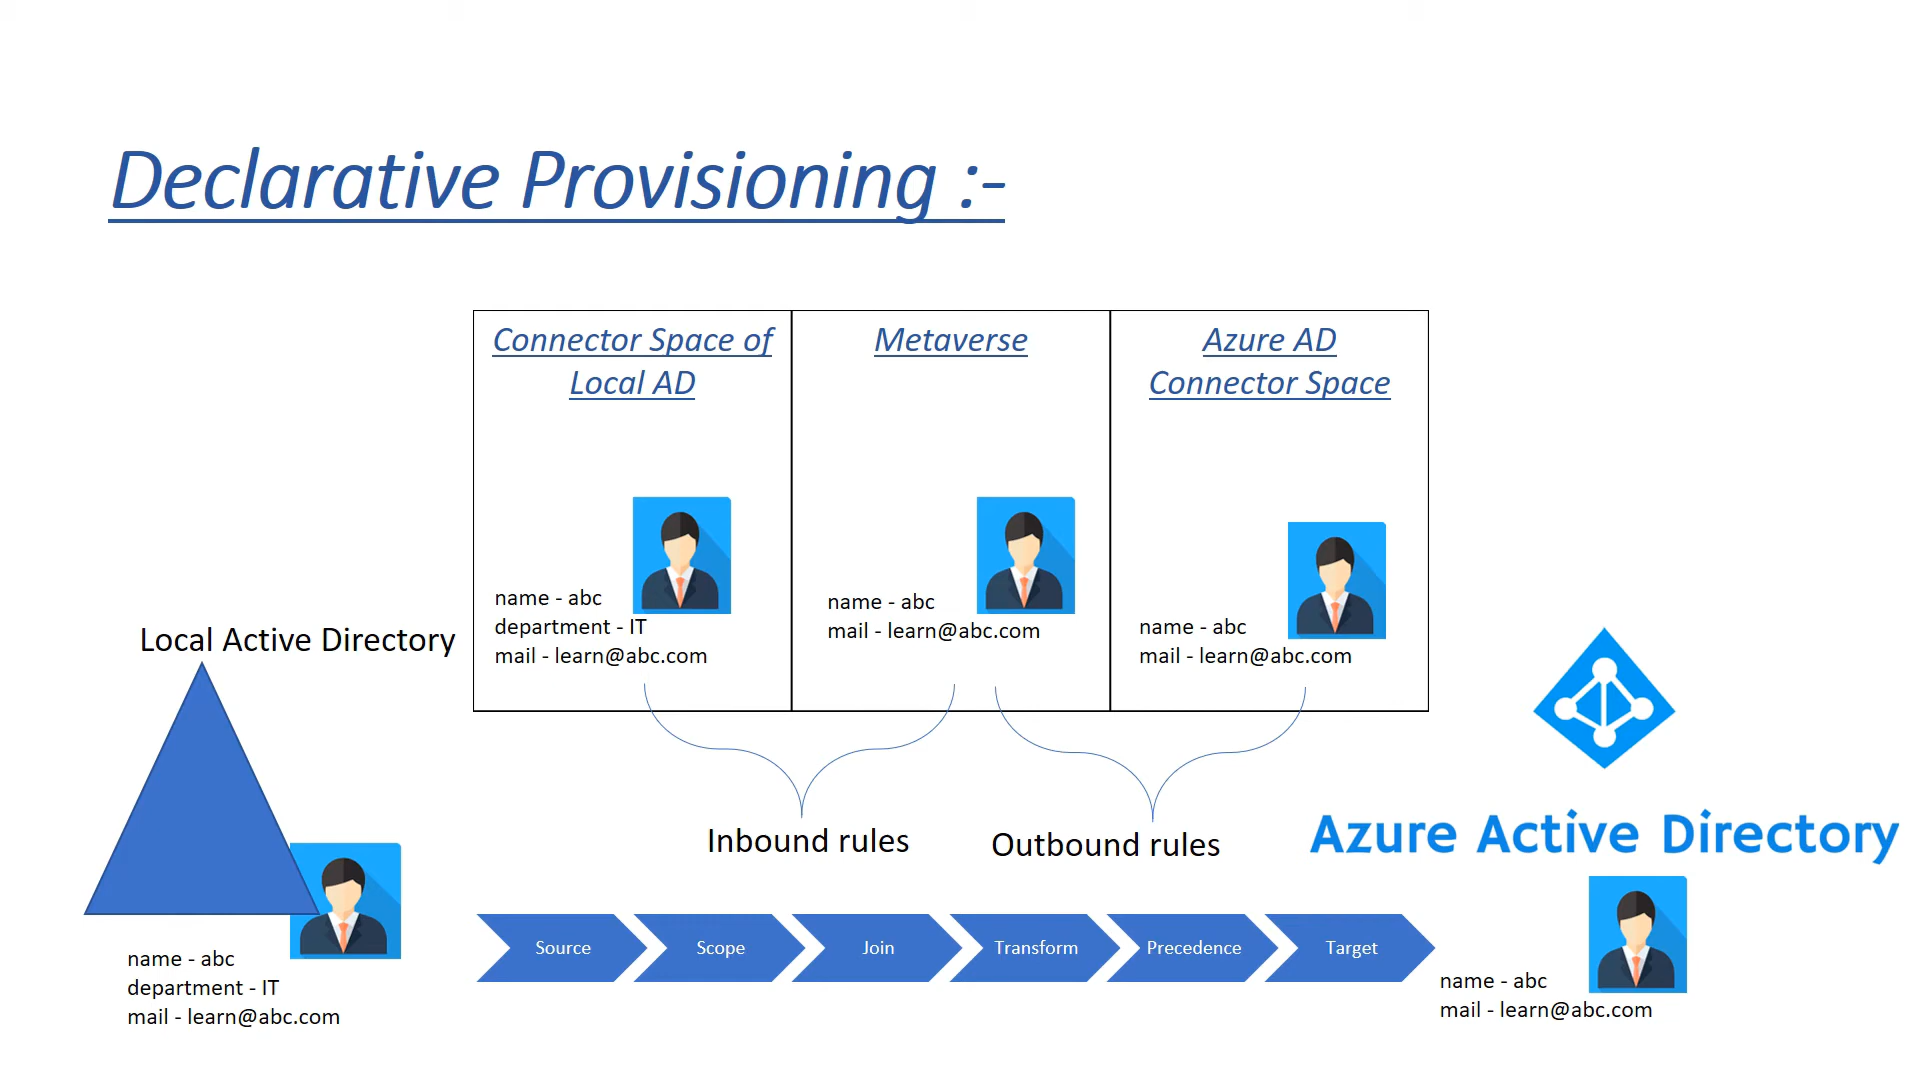 Declarative Provisioning :-
Connector Space of
Local AD
Metaverse
Azure AD
Connector Space
name - abc
department - IT
mail - learn@abc.com
name - abc
mail - learn@abc.com
name - abc
mail - learn@abc.com
Local Active Directory
Inbound rules
Outbound rules
Azure Active Directory
name - abc
department - IT
mail - learn@abc.com
Source
Scope
Join
Transform
Precedence
Target
name - abc
mail - learn@abc.com